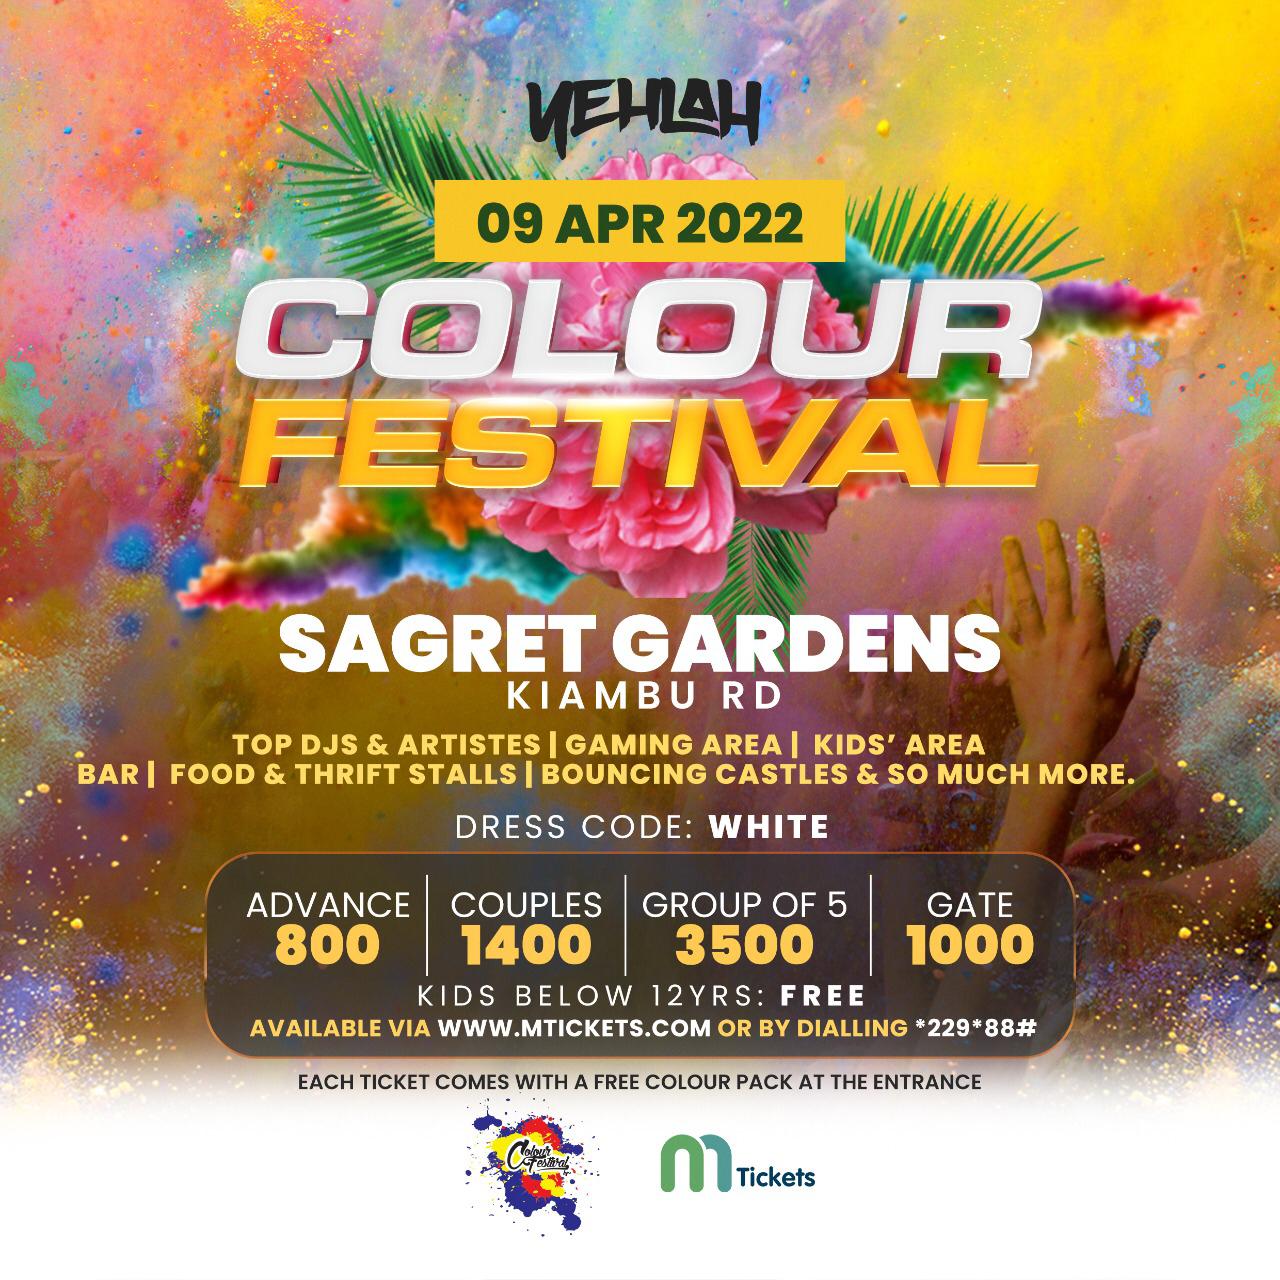 YEHLAH
09 APR 2022
COLOUR
FESTIVAL
SAGRET GARDENS
KIAMBU RD
TOP DJS & ARTISTES | GAMING AREA | KIDS’ AREA
BAR | FOOD & THRIFT STALLS | BOUNCING CASTLES & SO MUCH MORE.
DRESS CODE: WHITE
ADVANCE COUPLES GROUP OF 5 GATE
800 1400 3500 1000
KIDS BELOW 12YRS: FREE
AVAILABLE VIA WWW.MTICKETS.COM OR BY DIALLING *229*88#
EACH TICKET COMES WITH A FREE COLOUR PACK AT THE ENTRANCE
Colour
Festival
m Tickets